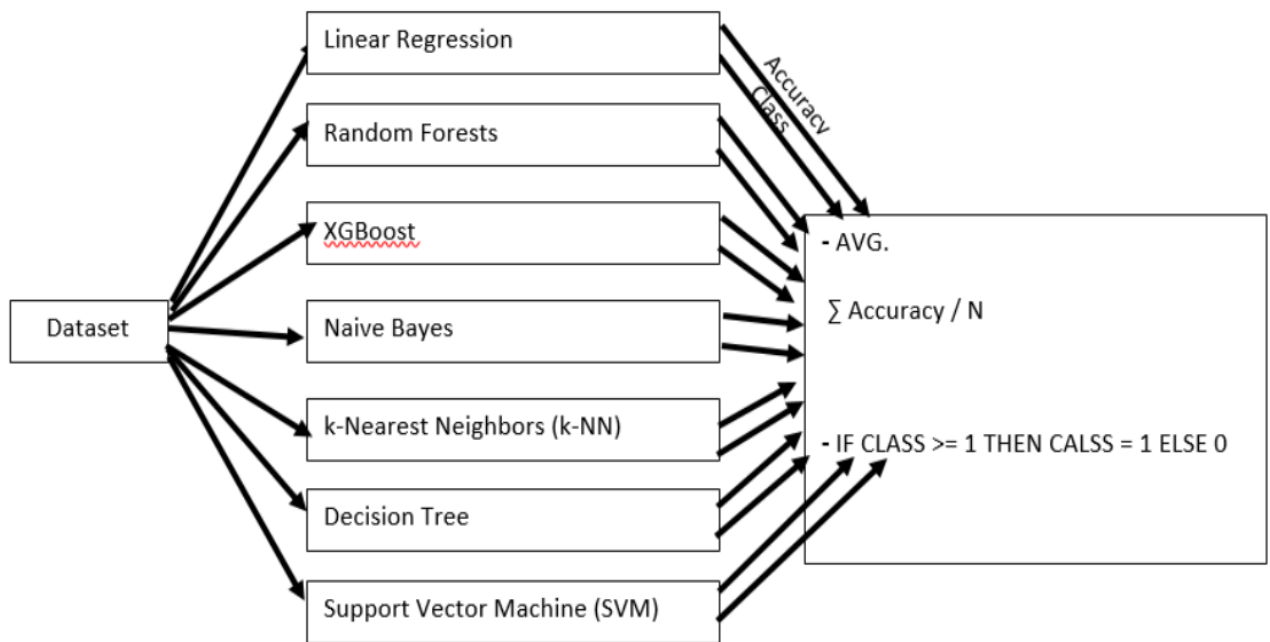 Linear Regression
Random Forests
XGBoost
Dataset
Naive Bayes
k-Nearest Neighbors (k-NN)
Decision Tree
Support Vector Machine (SVM)
Accuracy
Class
- AVG.
∑ Accuracy / N
- IF CLASS >= 1 THEN CALSS = 1 ELSE 0